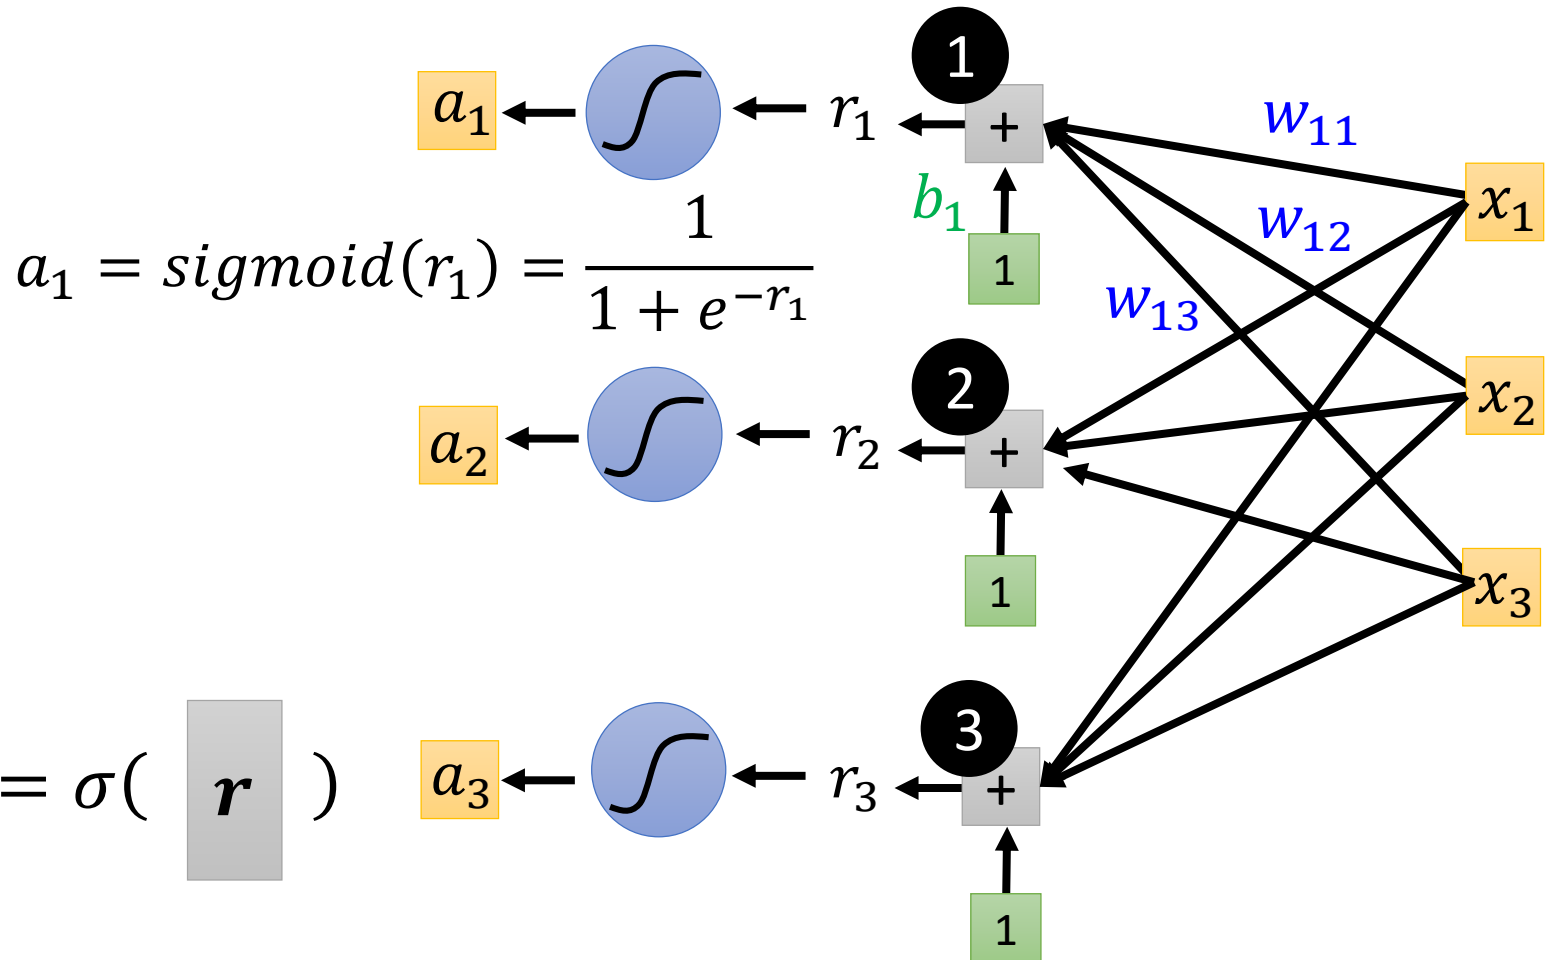 1
a₁ r₁ + w₁₁
b₁ x₁
a₁ = sigmoid(r₁) = 1 / (1 + e^(−r₁))
1
w₁₂
w₁₃
2
a₂ r₂ + x₂
1
x₃
3
= σ( r ) a₃ r₃ +
1